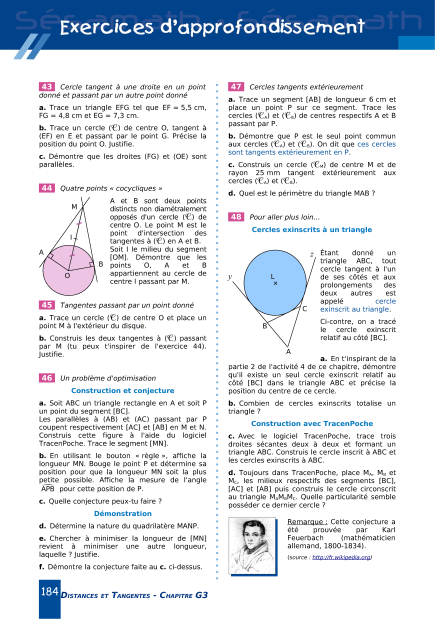 Exercices d'approfondissement
43 Cercle tangent à une droite en un point
donné et passant par un autre point donné
a. Trace un triangle EFG tel que EF = 5,5 cm,
FG = 4,8 cm et EG = 7,3 cm.
b. Trace un cercle (C) de centre O, tangent à
(EF) en E et passant par le point G. Précise la
position du point O. Justifie.
c. Démontre que les droites (FG) et (OE) sont
parallèles.
44 Quatre points « cocycliques »
M
I
A
B
O
A et B sont deux points
distincts non diamétralement
opposés d'un cercle (C) de
centre O. Le point M est le
point d'intersection des
tangentes à (C) en A et B.
Soit I le milieu du segment
[OM]. Démontre que les
points O, A et B
appartiennent au cercle de
centre I passant par M.
45 Tangentes passant par un point donné
a. Trace un cercle (C) de centre O et place un
point M à l'extérieur du disque.
b. Construis les deux tangentes à (C) passant
par M (tu peux t'inspirer de l'exercice 44).
Justifie.
46 Un problème d'optimisation
Construction et conjecture
a. Soit ABC un triangle rectangle en A et soit P
un point du segment [BC].
Les parallèles à (AB) et (AC) passant par P
coupent respectivement [AC] et [AB] en M et N.
Construis cette figure à l'aide du logiciel
TracenPoche. Trace le segment [MN].
b. En utilisant le bouton « règle », affiche la
longueur MN. Bouge le point P et détermine sa
position pour que la longueur MN soit la plus
petite possible. Affiche la mesure de l'angle
APB pour cette position de P.
c. Quelle conjecture peux-tu faire ?
Démonstration
d. Détermine la nature du quadrilatère MANP.
e. Chercher à minimiser la longueur de [MN]
revient à minimiser une autre longueur,
laquelle ? Justifie.
f. Démontre la conjecture faite au c. ci-dessus.
47 Cercles tangents extérieurement
a. Trace un segment [AB] de longueur 6 cm et
place un point P sur ce segment. Trace les
cercles (C_A) et (C_B) de centres respectifs A et B
passant par P.
b. Démontre que P est le seul point commun
aux cercles (C_A) et (C_B). On dit que ces cercles
sont tangents extérieurement en P.
c. Construis un cercle (C_M) de centre M et de
rayon 25 mm tangent extérieurement aux
cercles (C_A) et (C_B).
d. Quel est le périmètre du triangle MAB ?
48 Pour aller plus loin...
Cercles exinscrits à un triangle
y
z
L
C
B
A
Étant donné un
triangle ABC, tout
cercle tangent à l'un
de ses côtés et aux
prolongements des
deux autres est
appelé cercle
exinscrit au triangle.
Ci-contre, on a tracé
le cercle exinscrit
relatif au côté [BC].
a. En t'inspirant de la
partie 2 de l'activité 4 de ce chapitre, démontre
qu'il existe un seul cercle exinscrit relatif au
côté [BC] dans le triangle ABC et précise la
position du centre de ce cercle.
b. Combien de cercles exinscrits totalise un
triangle ?
Construction avec TracenPoche
c. Avec le logiciel TracenPoche, trace trois
droites sécantes deux à deux et formant un
triangle ABC. Construis le cercle inscrit à ABC et
les cercles exinscrits à ABC.
d. Toujours dans TracenPoche, place M_A, M_B et
M_C, les milieux respectifs des segments [BC],
[AC] et [AB] puis construis le cercle circonscrit
au triangle M_AM_BM_C. Quelle particularité semble
posséder ce dernier cercle ?
Remarque : Cette conjecture a
été prouvée par Karl
Feuerbach (mathématicien
allemand, 1800-1834).
(source : http://fr.wikipedia.org)
184 DISTANCES ET TANGENTES - CHAPITRE G3